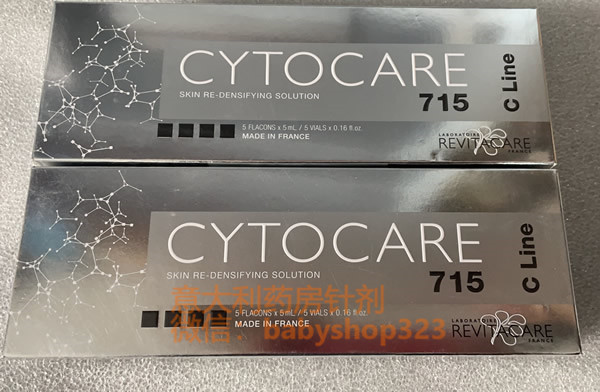 CYTOCARE
SKIN RE-DENSIFYING SOLUTION
715
C Line
5 FLACONS x 5mL / 5 VIALS x 0.16 fl.oz.
MADE IN FRANCE
LABORATOIRE
REVITACARE
FRANCE
CYTOCARE
SKIN RE-DENSIFYING SOLUTION
715
C Line
5 FLACONS x 5mL / 5 VIALS x 0.16 fl.oz.
MADE IN FRANCE
LABORATOIRE
REVITACARE
FRANCE
意大利药房针剂
微信：babyshop323